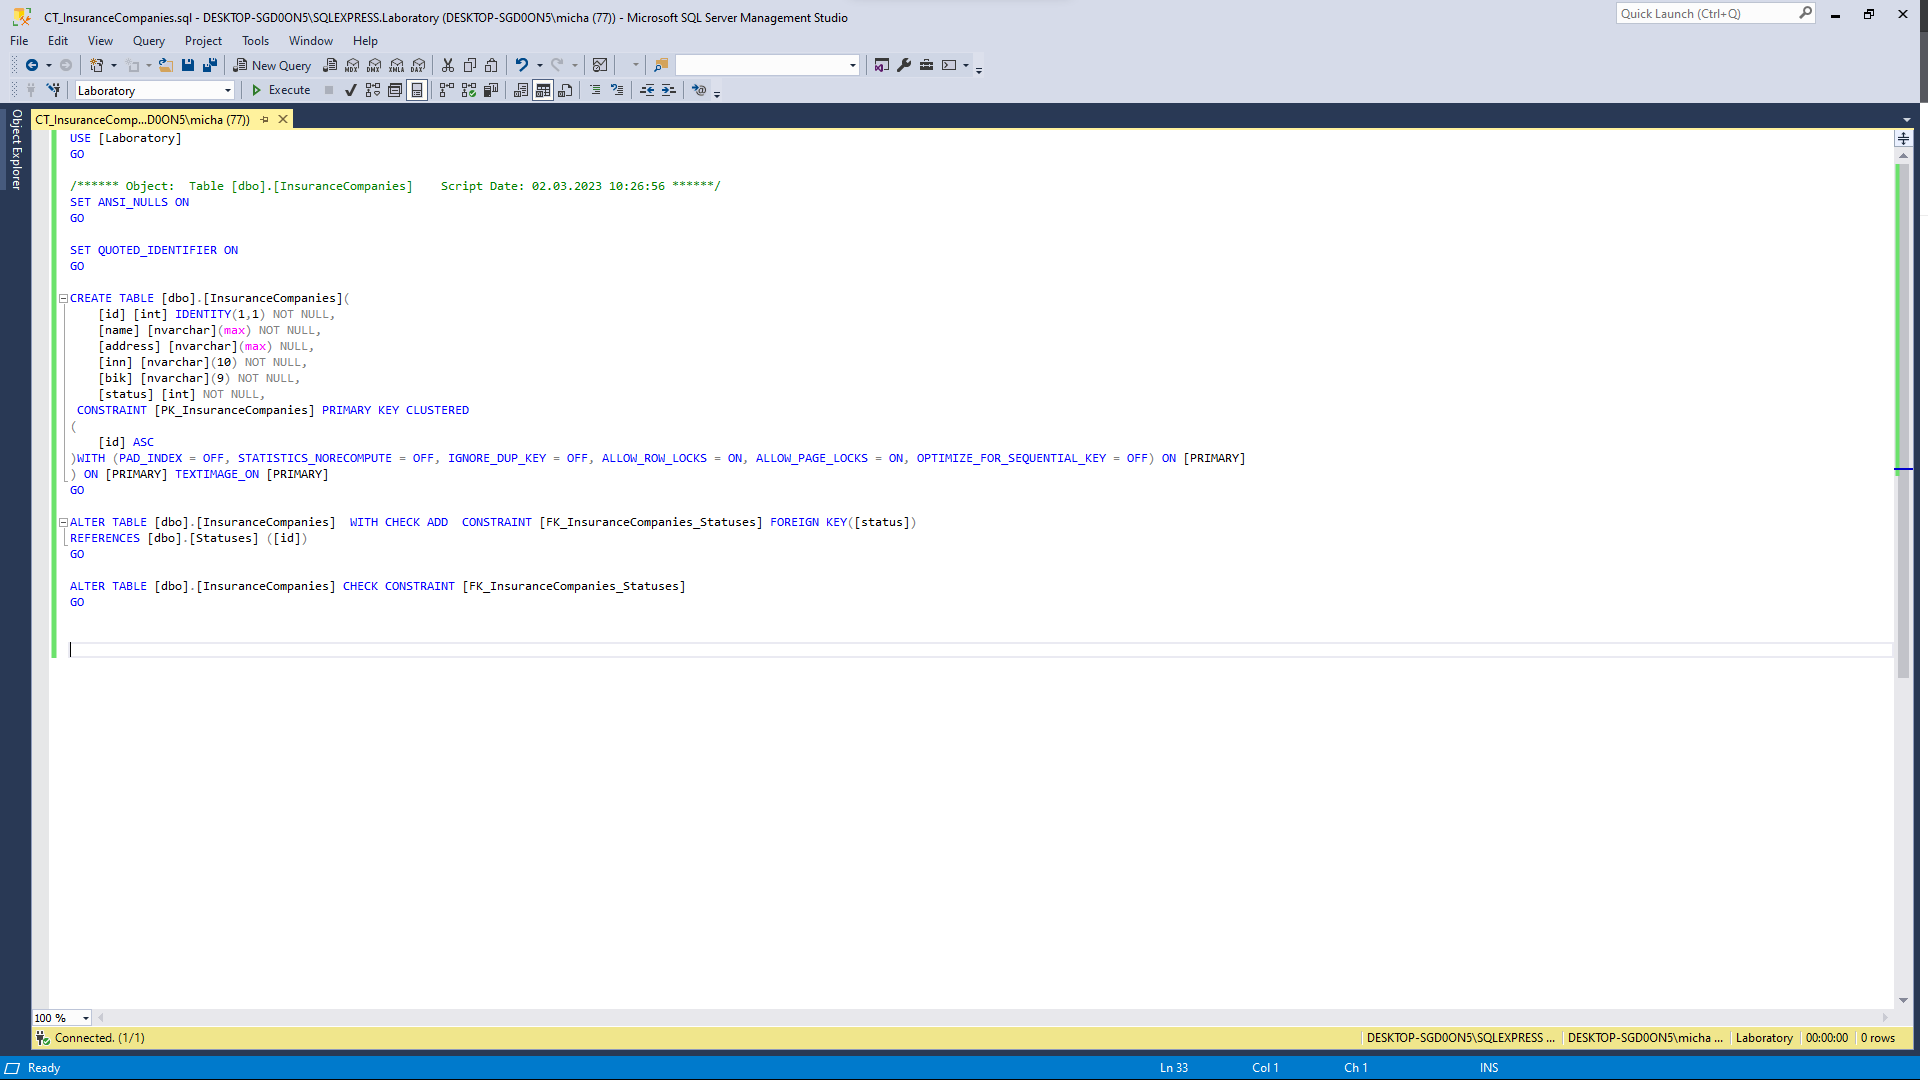 CT_InsuranceCompanies.sql - DESKTOP-SGD0ON5\SQLEXPRESS.Laboratory (DESKTOP-SGD0ON5\micha (77)) - Microsoft SQL Server Management Studio
Quick Launch (Ctrl+Q)
File Edit View Query Project Tools Window Help
New Query MDX DMX XMLA DAX
Laboratory Execute
Object Explorer
CT_InsuranceComp...D0ON5\micha (77))
USE [Laboratory]
GO
/****** Object:  Table [dbo].[InsuranceCompanies]    Script Date: 02.03.2023 10:26:56 ******/
SET ANSI_NULLS ON
GO
SET QUOTED_IDENTIFIER ON
GO
CREATE TABLE [dbo].[InsuranceCompanies](
[id] [int] IDENTITY(1,1) NOT NULL,
[name] [nvarchar](max) NOT NULL,
[address] [nvarchar](max) NULL,
[inn] [nvarchar](10) NOT NULL,
[bik] [nvarchar](9) NOT NULL,
[status] [int] NOT NULL,
CONSTRAINT [PK_InsuranceCompanies] PRIMARY KEY CLUSTERED
(
[id] ASC
)WITH (PAD_INDEX = OFF, STATISTICS_NORECOMPUTE = OFF, IGNORE_DUP_KEY = OFF, ALLOW_ROW_LOCKS = ON, ALLOW_PAGE_LOCKS = ON, OPTIMIZE_FOR_SEQUENTIAL_KEY = OFF) ON [PRIMARY]
) ON [PRIMARY] TEXTIMAGE_ON [PRIMARY]
GO
ALTER TABLE [dbo].[InsuranceCompanies]  WITH CHECK ADD  CONSTRAINT [FK_InsuranceCompanies_Statuses] FOREIGN KEY([status])
REFERENCES [dbo].[Statuses] ([id])
GO
ALTER TABLE [dbo].[InsuranceCompanies] CHECK CONSTRAINT [FK_InsuranceCompanies_Statuses]
GO
100 %
Connected. (1/1) DESKTOP-SGD0ON5\SQLEXPRESS ... DESKTOP-SGD0ON5\micha ... Laboratory 00:00:00 0 rows
Ready Ln 33 Col 1 Ch 1 INS